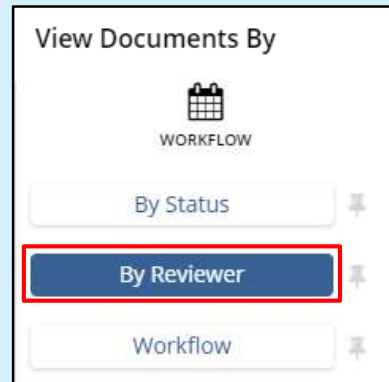 View Documents By
WORKFLOW
By Status
By Reviewer
Workflow